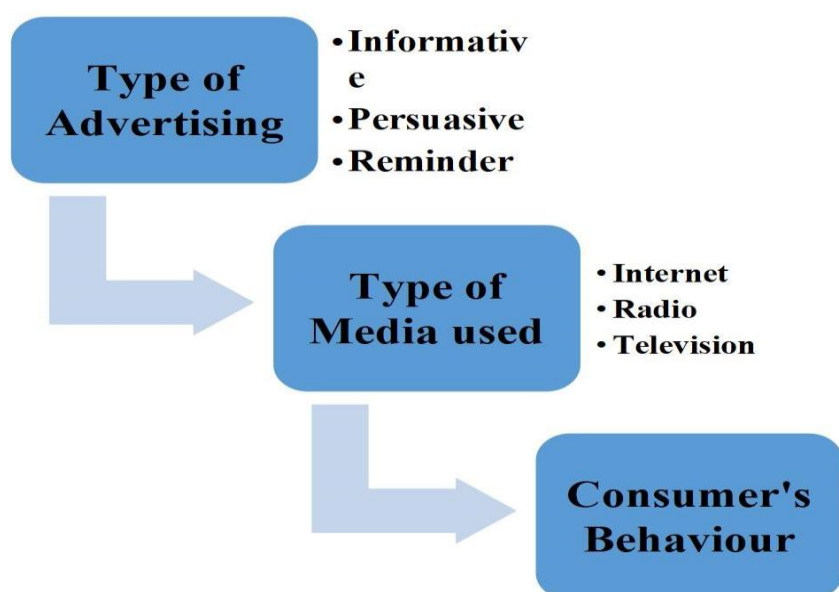 Type of
Advertising
• Informativ
e
• Persuasive
• Reminder
Type of
Media used
• Internet
• Radio
• Television
Consumer's
Behaviour